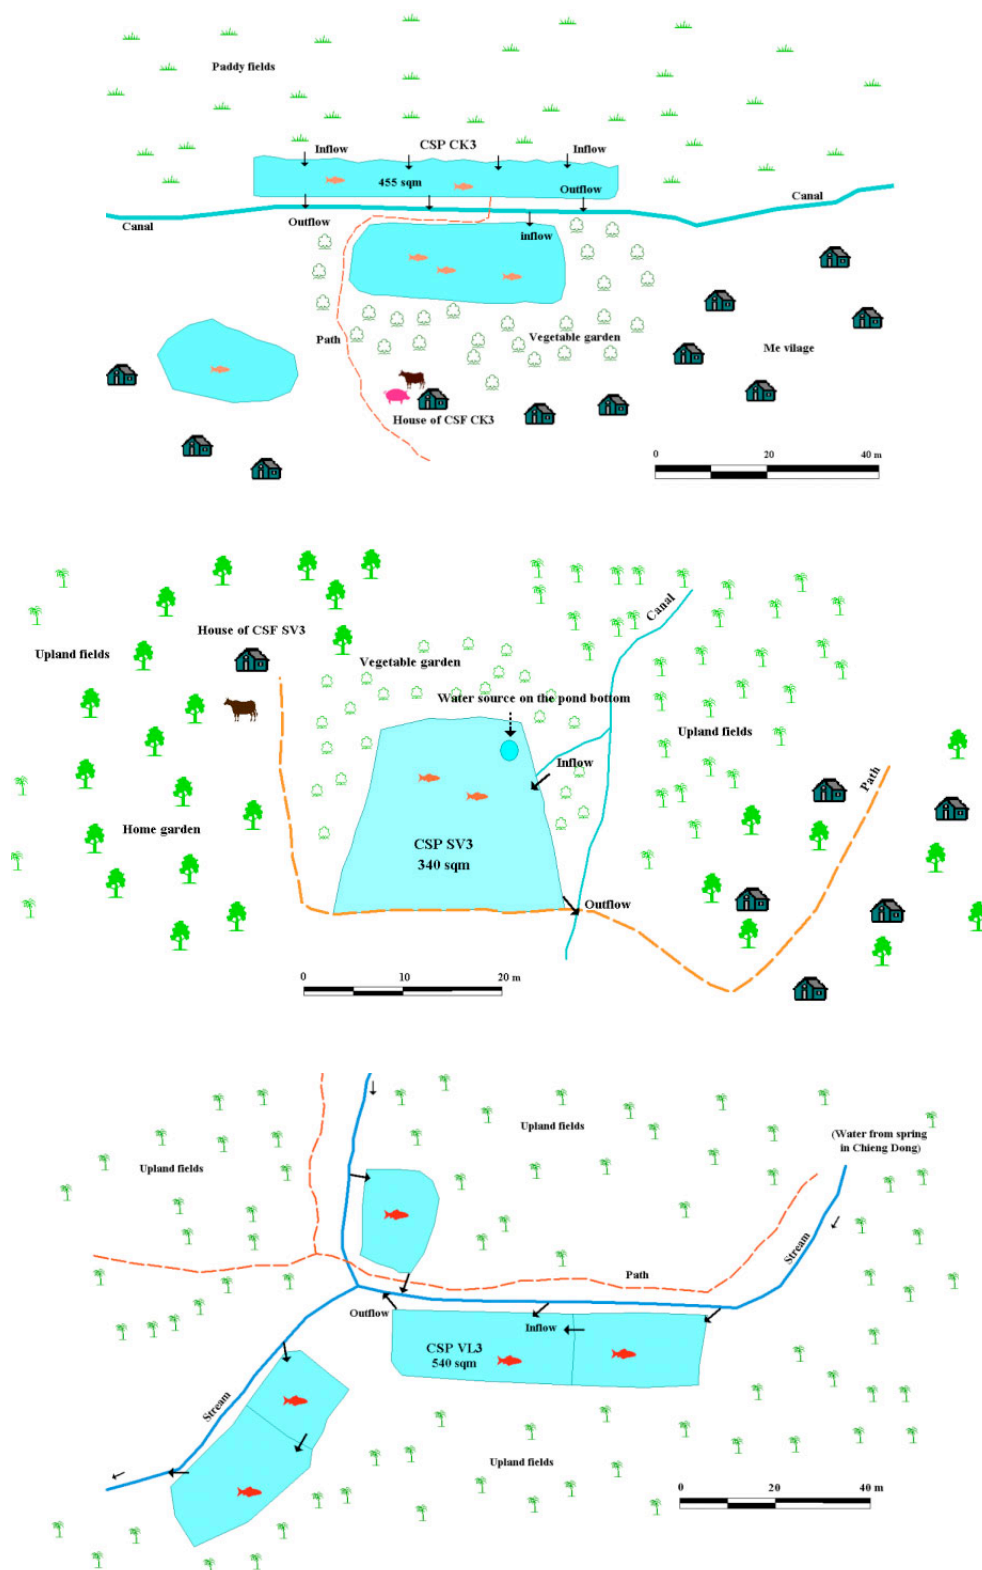 Paddy fields
CSP CK3
Inflow
Inflow
455 sqm
Outflow
Canal
Canal
Outflow
inflow
Path
Vegetable garden
Me vilage
House of CSF CK3
0 20 40 m
Canal
House of CSF SV3
Upland fields
Vegetable garden
Water source on the pond bottom
Upland fields
Inflow
Path
Home garden
CSP SV3
340 sqm
Outflow
0 10 20 m
Upland fields
(Water from spring
in Chieng Dong)
Upland fields
Stream
Path
Outflow
Inflow
CSP VL3
540 sqm
Stream
Upland fields
0 20 40 m